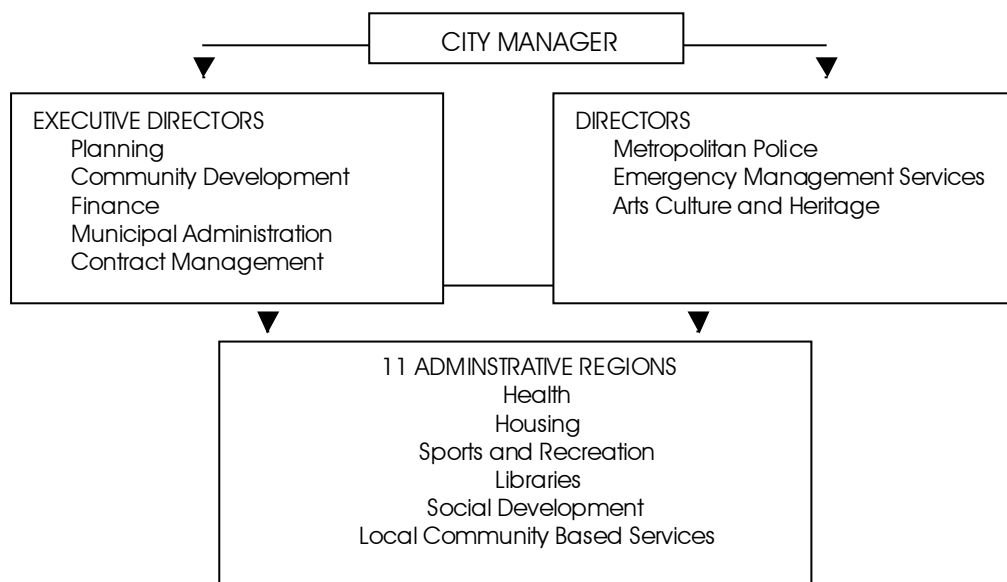 CITY MANAGER
EXECUTIVE DIRECTORS
Planning
Community Development
Finance
Municipal Administration
Contract Management
DIRECTORS
Metropolitan Police
Emergency Management Services
Arts Culture and Heritage
11 ADMINSTRATIVE REGIONS
Health
Housing
Sports and Recreation
Libraries
Social Development
Local Community Based Services